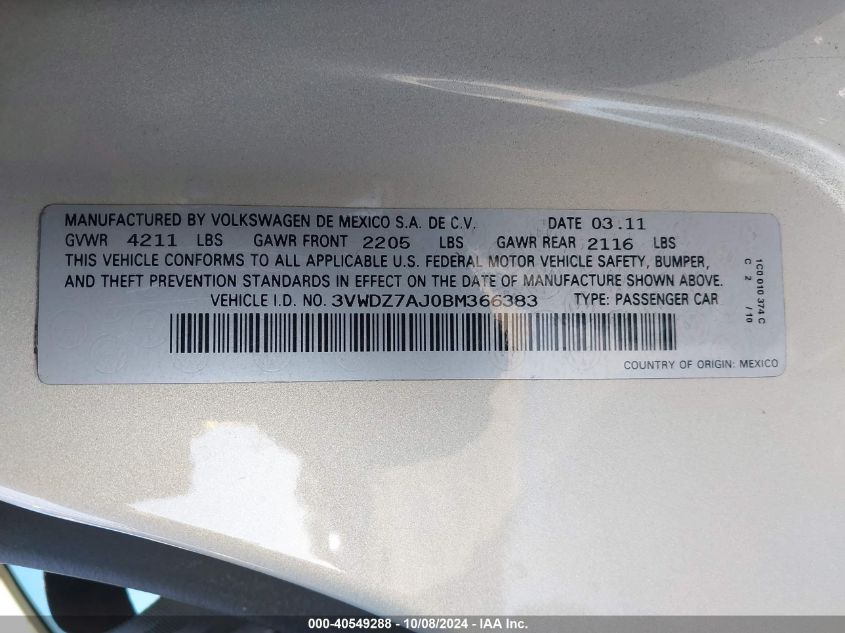 MANUFACTURED BY VOLKSWAGEN DE MEXICO S.A. DE C.V. DATE 03.11
GVWR 4211 LBS GAWR FRONT 2205 LBS GAWR REAR 2116 LBS
THIS VEHICLE CONFORMS TO ALL APPLICABLE U.S. FEDERAL MOTOR VEHICLE SAFETY, BUMPER,
AND THEFT PREVENTION STANDARDS IN EFFECT ON THE DATE OF MANUFACTURE SHOWN ABOVE.
VEHICLE I.D. NO. 3VWDZ7AJ0BM366383 TYPE: PASSENGER CAR
COUNTRY OF ORIGIN: MEXICO
1C0 010 374 C
C 2 / 10
000-40549288 - 10/08/2024 - IAA Inc.